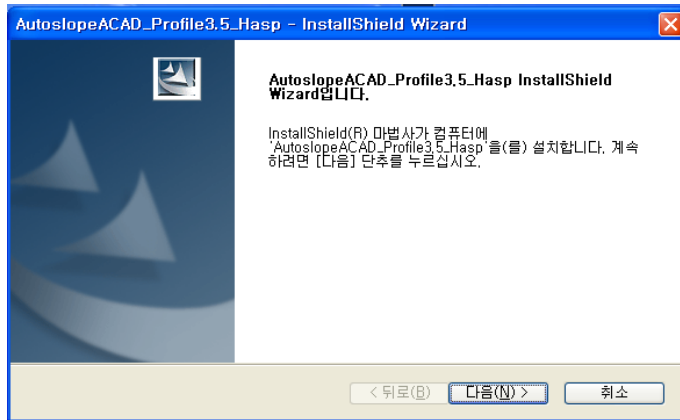 AutoslopeACAD_Profile3.5_Hasp - InstallShield Wizard
AutoslopeACAD_Profile3.5_Hasp InstallShield
Wizard입니다.
InstallShield(R) 마법사가 컴퓨터에
'AutoslopeACAD_Profile3.5_Hasp'을(를) 설치합니다. 계속
하려면 [다음] 단추를 누르십시오.
< 뒤로(B) 다음(N) > 취소